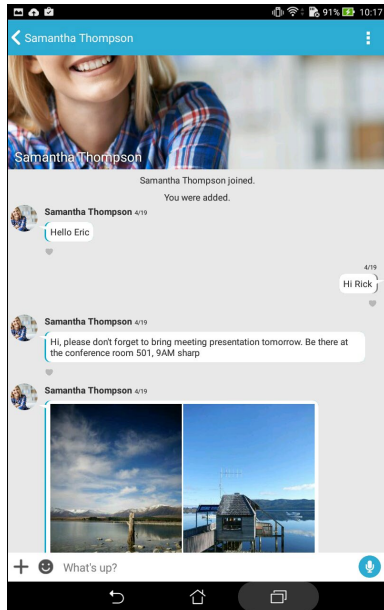 91% 10:17
Samantha Thompson
Samantha Thompson
Samantha Thompson joined.
You were added.
Samantha Thompson 4/19
Hello Eric
4/19
Hi Rick
Samantha Thompson 4/19
Hi, please don't forget to bring meeting presentation tomorrow. Be there at
the conference room 501, 9AM sharp
Samantha Thompson 4/19
What's up?